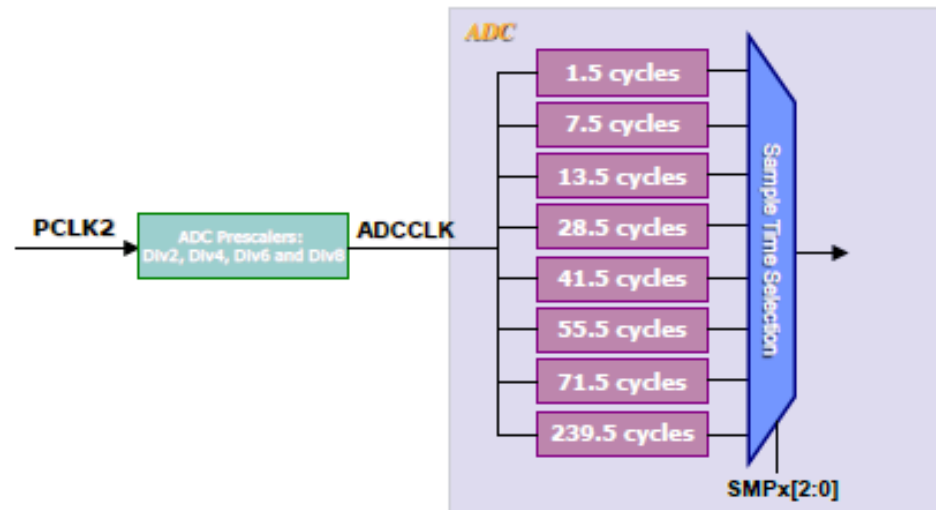 ADC
1.5 cycles
7.5 cycles
13.5 cycles
28.5 cycles
41.5 cycles
55.5 cycles
71.5 cycles
239.5 cycles
Sample Time Selection
PCLK2
ADC Prescalers:
Div2, Div4, Div6 and Div8
ADCCLK
SMPx[2:0]